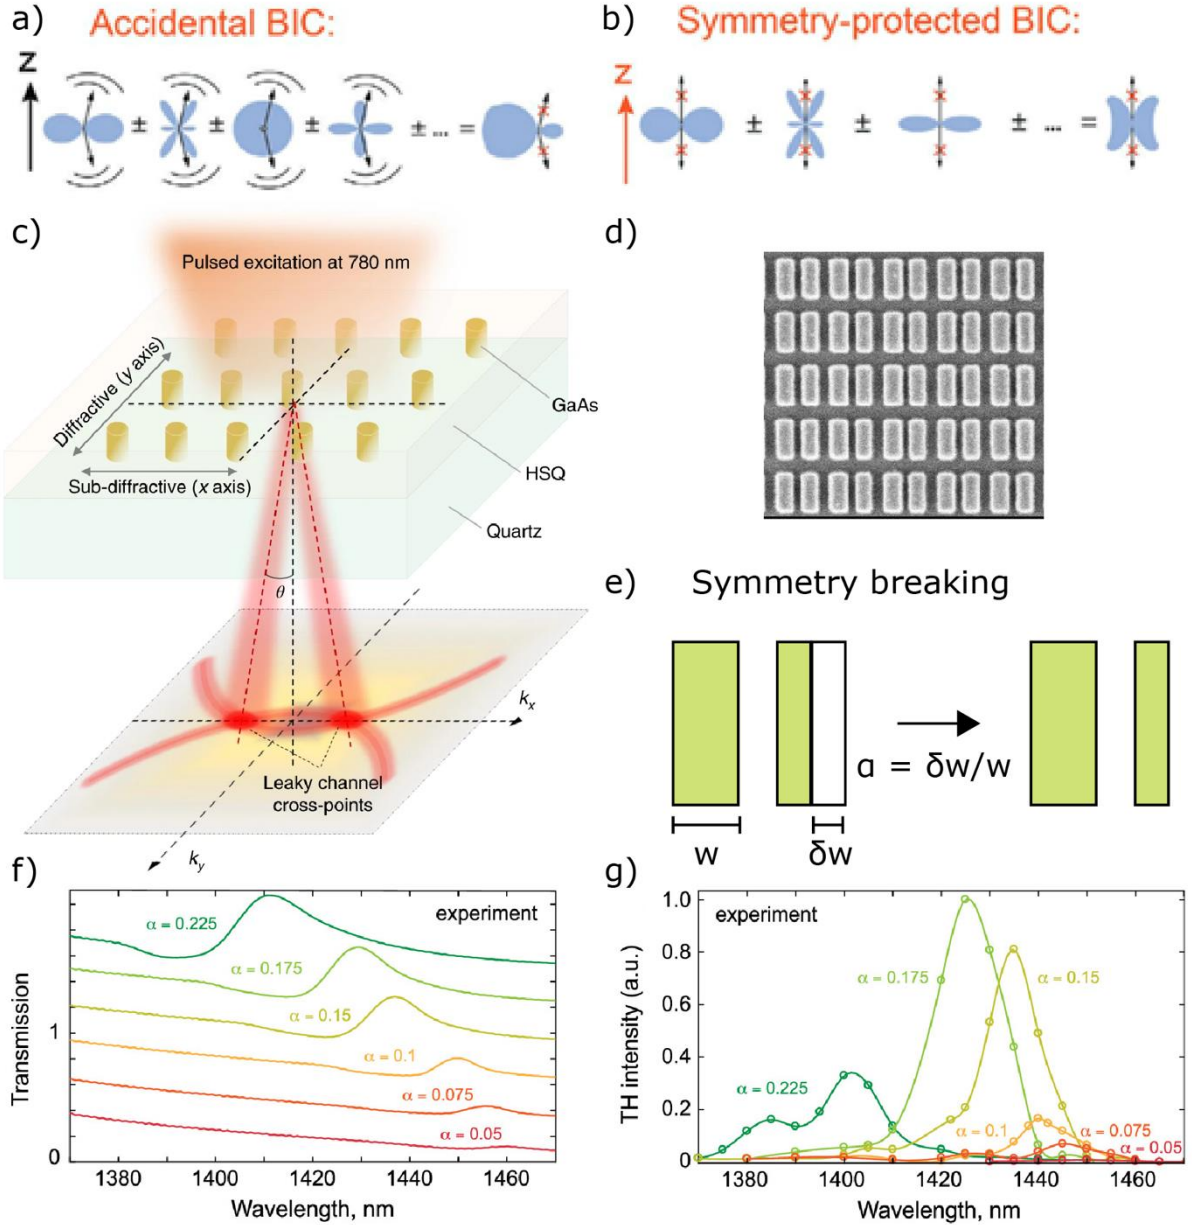 a) Accidental BIC:
b) Symmetry-protected BIC:
z
± ± ± ± ... =
z
± ± ± ... =
c)
Pulsed excitation at 780 nm
Diffractive (y axis)
Sub-diffractive (x axis)
GaAs
HSQ
Quartz
θ
kx
Leaky channel
cross-points
ky
d)
e) Symmetry breaking
α = δw/w
w
δw
f)
experiment
α = 0.225
α = 0.175
α = 0.15
α = 0.1
α = 0.075
α = 0.05
Transmission
1
0
1380 1400 1420 1440 1460
Wavelength, nm
g)
experiment
1.0
0.8
0.6
0.4
0.2
0
TH intensity (a.u.)
α = 0.175
α = 0.15
α = 0.225
α = 0.1
α = 0.075
α = 0.05
1380 1400 1420 1440 1460
Wavelength, nm